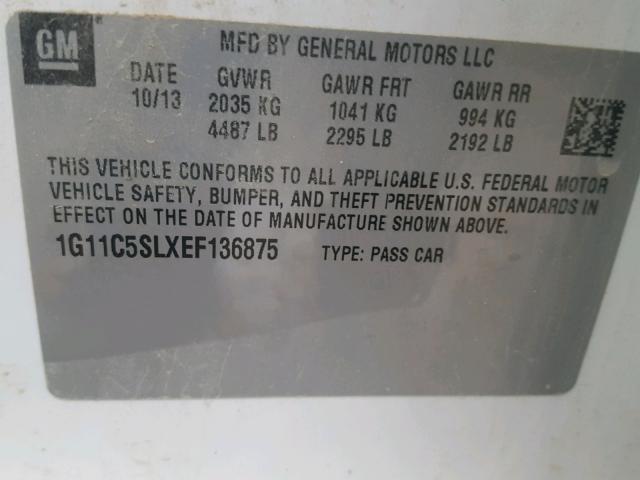 GM
MFD BY GENERAL MOTORS LLC
DATE GVWR GAWR FRT GAWR RR
10/13 2035 KG 1041 KG 994 KG
4487 LB 2295 LB 2192 LB
THIS VEHICLE CONFORMS TO ALL APPLICABLE U.S. FEDERAL MOTOR
VEHICLE SAFETY, BUMPER, AND THEFT PREVENTION STANDARDS IN
EFFECT ON THE DATE OF MANUFACTURE SHOWN ABOVE.
1G11C5SLXEF136875 TYPE: PASS CAR